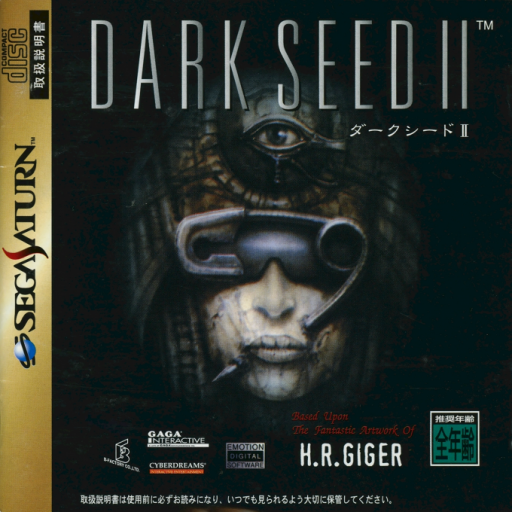 COMPACT
disc
取扱説明書
SEGA SATURN™
DARK SEED II™
ダークシードⅡ
Based Upon
The Fantastic Artwork Of
H.R.GIGER
推奨年齢
全年齢
B-FACTORY CO.,LTD.
GAGA
INTERACTIVE
CYBERDREAMS
EMOTION
DIGITAL
SOFTWARE
取扱説明書は使用前に必ずお読みになり、いつでも見られるよう大切に保管してください。